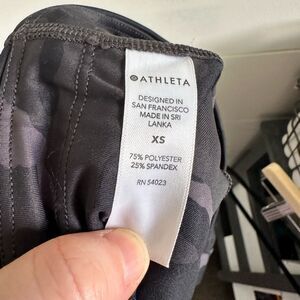 ATHLETA
DESIGNED IN
SAN FRANCISCO
MADE IN SRI
LANKA
XS
75% POLYESTER
25% SPANDEX
RN 54023